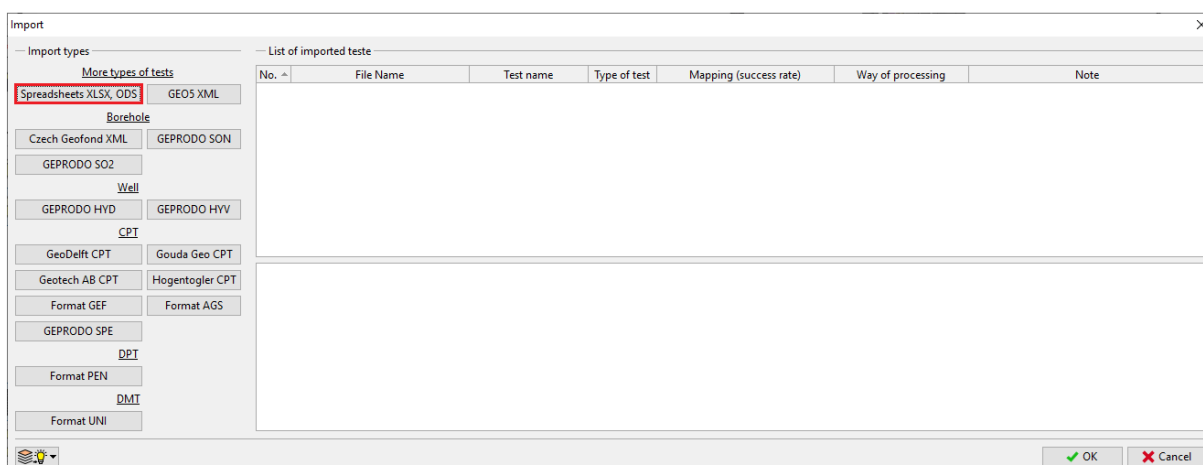 Import
Import types
More types of tests
Spreadsheets XLSX, ODS GEO5 XML
Borehole
Czech Geofond XML GEPRODO SON
GEPRODO SO2
Well
GEPRODO HYD GEPRODO HYV
CPT
GeoDelft CPT Gouda Geo CPT
Geotech AB CPT Hogentogler CPT
Format GEF Format AGS
GEPRODO SPE
DPT
Format PEN
DMT
Format UNI
List of imported teste
No. File Name Test name Type of test Mapping (success rate) Way of processing Note
OK Cancel